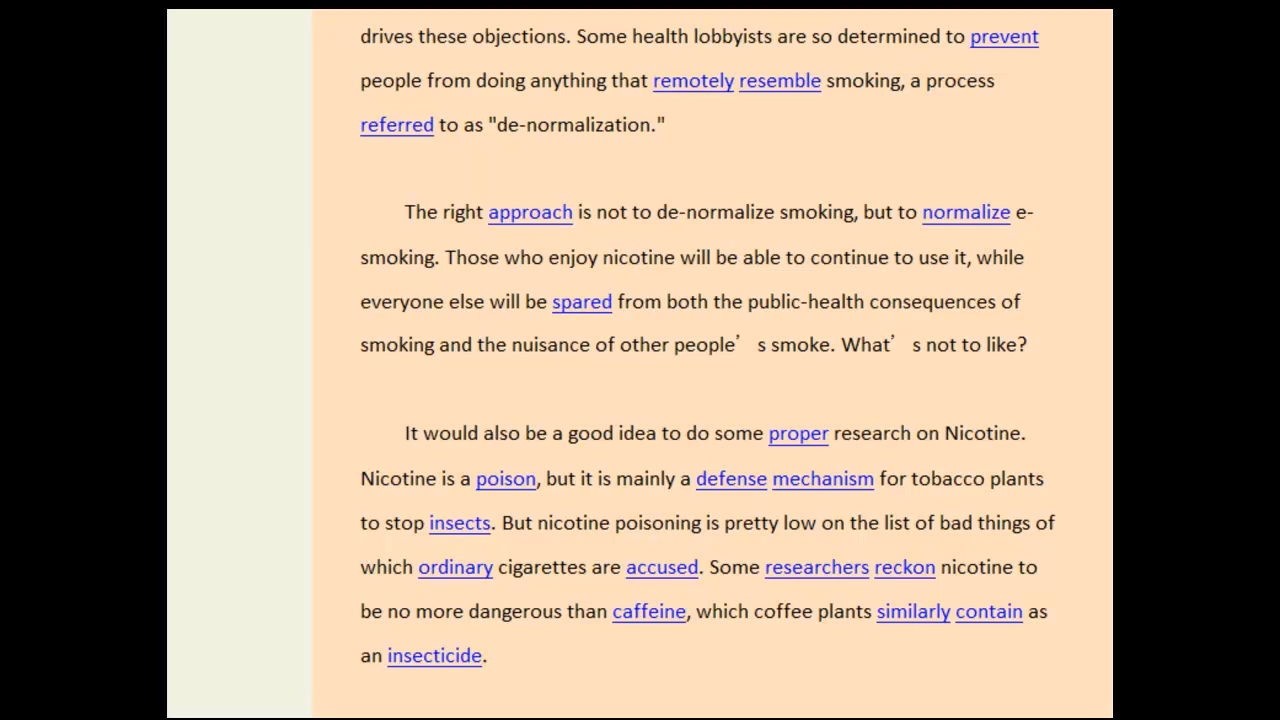 drives these objections. Some health lobbyists are so determined to prevent
people from doing anything that remotely resemble smoking, a process
referred to as "de-normalization."
The right approach is not to de-normalize smoking, but to normalize e-
smoking. Those who enjoy nicotine will be able to continue to use it, while
everyone else will be spared from both the public-health consequences of
smoking and the nuisance of other people’s smoke. What’s not to like?
It would also be a good idea to do some proper research on Nicotine.
Nicotine is a poison, but it is mainly a defense mechanism for tobacco plants
to stop insects. But nicotine poisoning is pretty low on the list of bad things of
which ordinary cigarettes are accused. Some researchers reckon nicotine to
be no more dangerous than caffeine, which coffee plants similarly contain as
an insecticide.